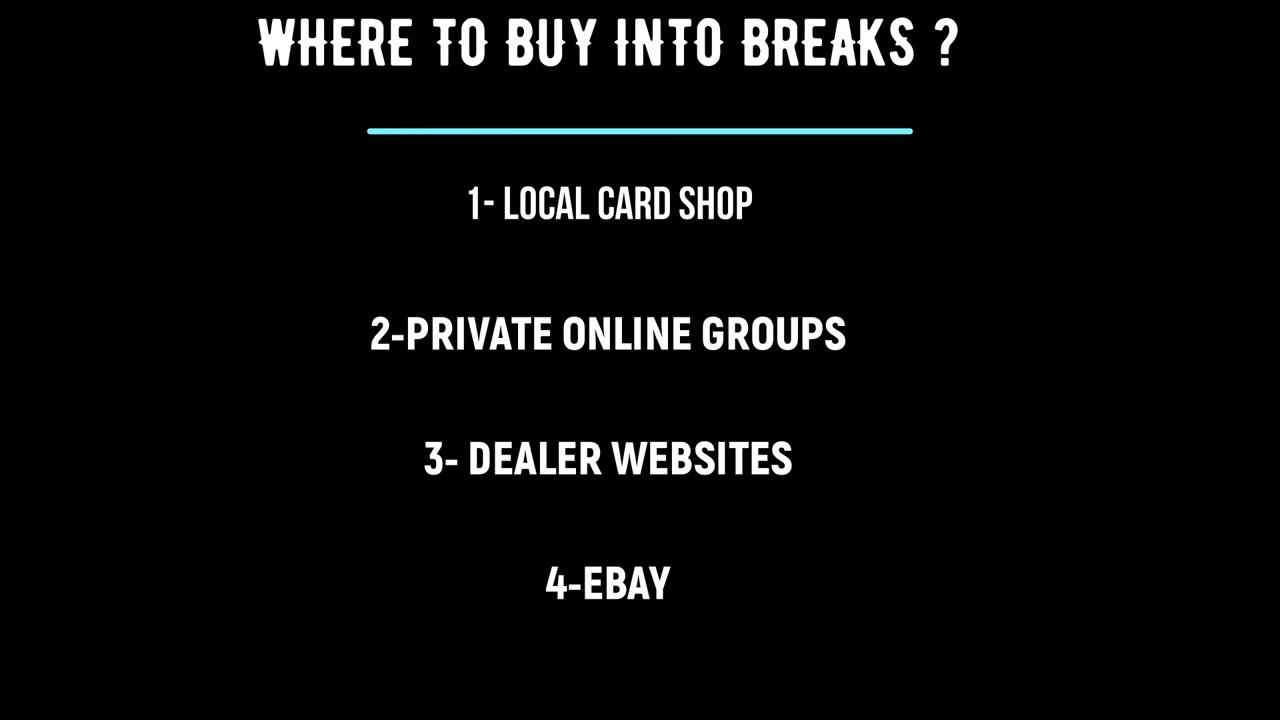 WHERE TO BUY INTO BREAKS ?
1- LOCAL CARD SHOP
2-PRIVATE ONLINE GROUPS
3- DEALER WEBSITES
4-EBAY